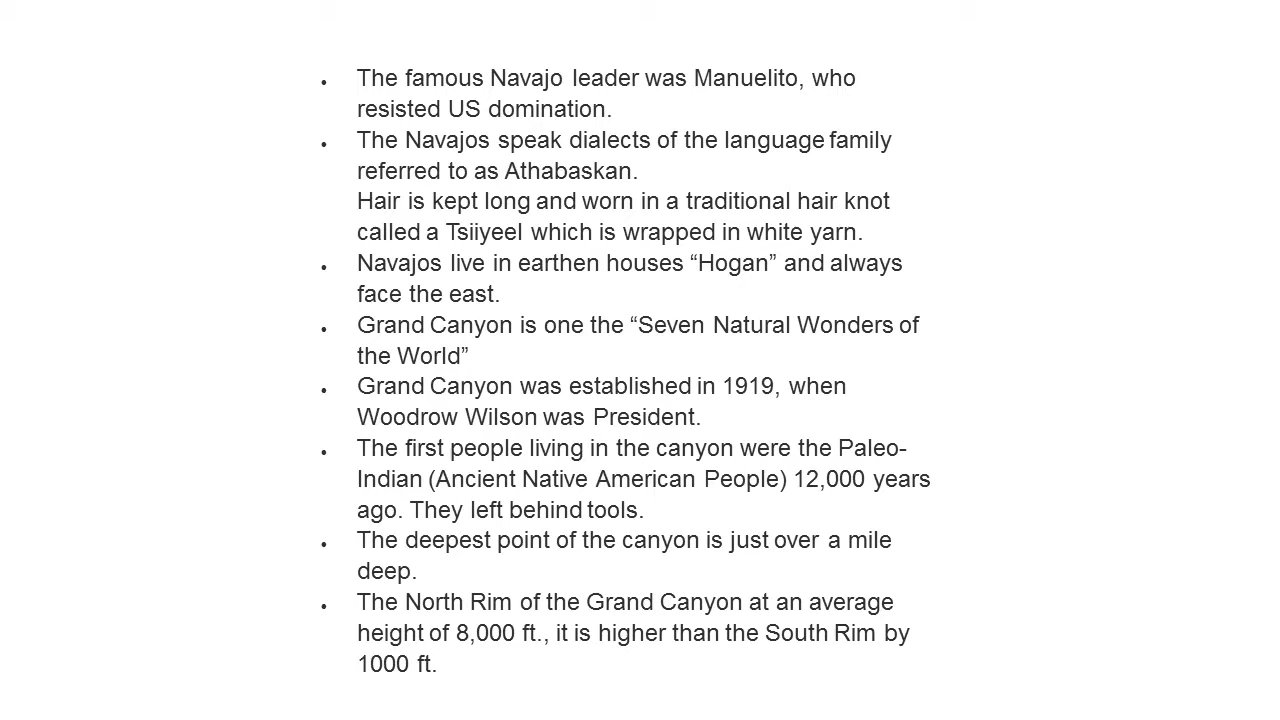 • The famous Navajo leader was Manuelito, who
resisted US domination.
• The Navajos speak dialects of the language family
referred to as Athabaskan.
Hair is kept long and worn in a traditional hair knot
called a Tsiiyeel which is wrapped in white yarn.
• Navajos live in earthen houses “Hogan” and always
face the east.
• Grand Canyon is one the “Seven Natural Wonders of
the World”
• Grand Canyon was established in 1919, when
Woodrow Wilson was President.
• The first people living in the canyon were the Paleo-
Indian (Ancient Native American People) 12,000 years
ago. They left behind tools.
• The deepest point of the canyon is just over a mile
deep.
• The North Rim of the Grand Canyon at an average
height of 8,000 ft., it is higher than the South Rim by
1000 ft.